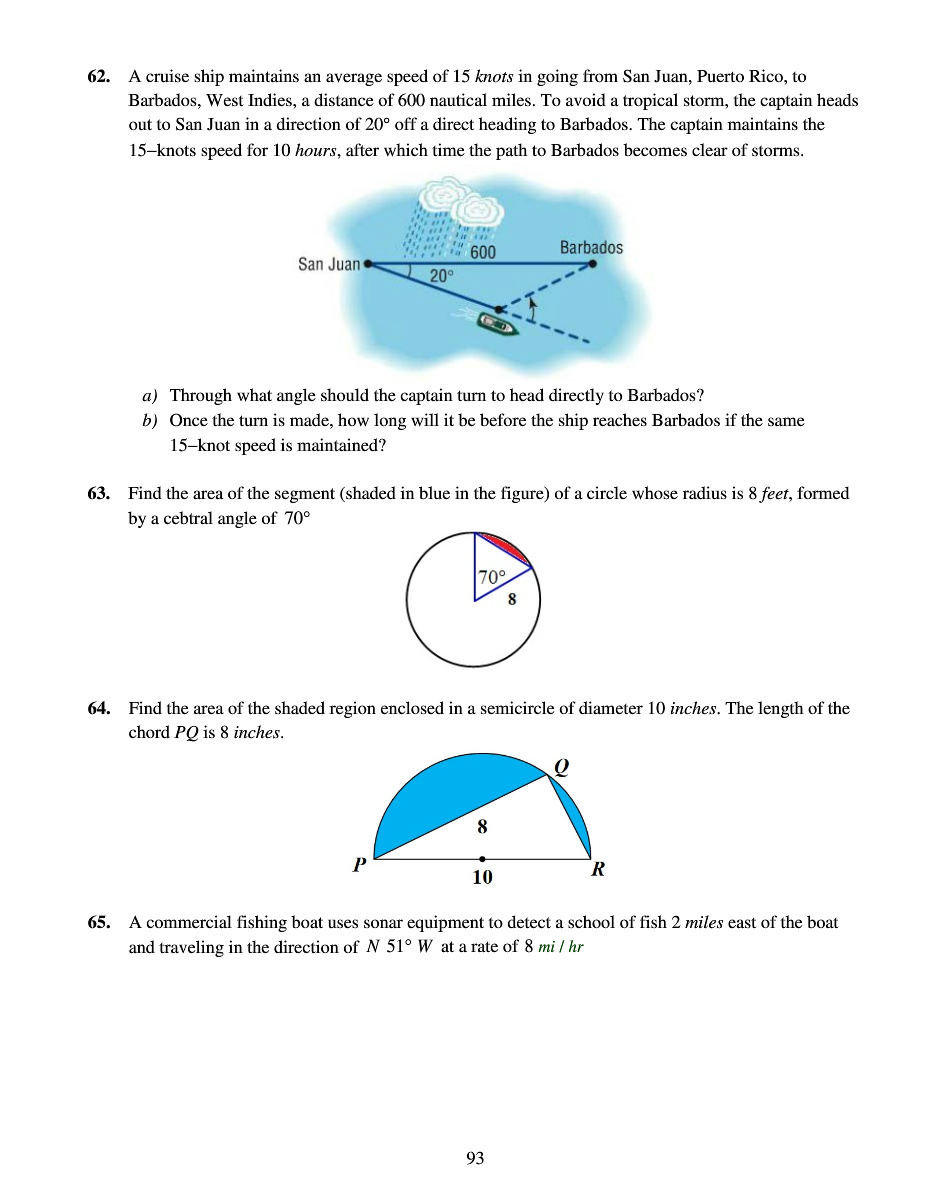 62. A cruise ship maintains an average speed of 15 knots in going from San Juan, Puerto Rico, to
Barbados, West Indies, a distance of 600 nautical miles. To avoid a tropical storm, the captain heads
out to San Juan in a direction of 20° off a direct heading to Barbados. The captain maintains the
15–knots speed for 10 hours, after which time the path to Barbados becomes clear of storms.
600
Barbados
San Juan
20°
a) Through what angle should the captain turn to head directly to Barbados?
b) Once the turn is made, how long will it be before the ship reaches Barbados if the same
15–knot speed is maintained?
63. Find the area of the segment (shaded in blue in the figure) of a circle whose radius is 8 feet, formed
by a cebtral angle of 70°
70°
8
64. Find the area of the shaded region enclosed in a semicircle of diameter 10 inches. The length of the
chord PQ is 8 inches.
Q
8
P
R
10
65. A commercial fishing boat uses sonar equipment to detect a school of fish 2 miles east of the boat
and traveling in the direction of N 51° W at a rate of 8 mi / hr
93